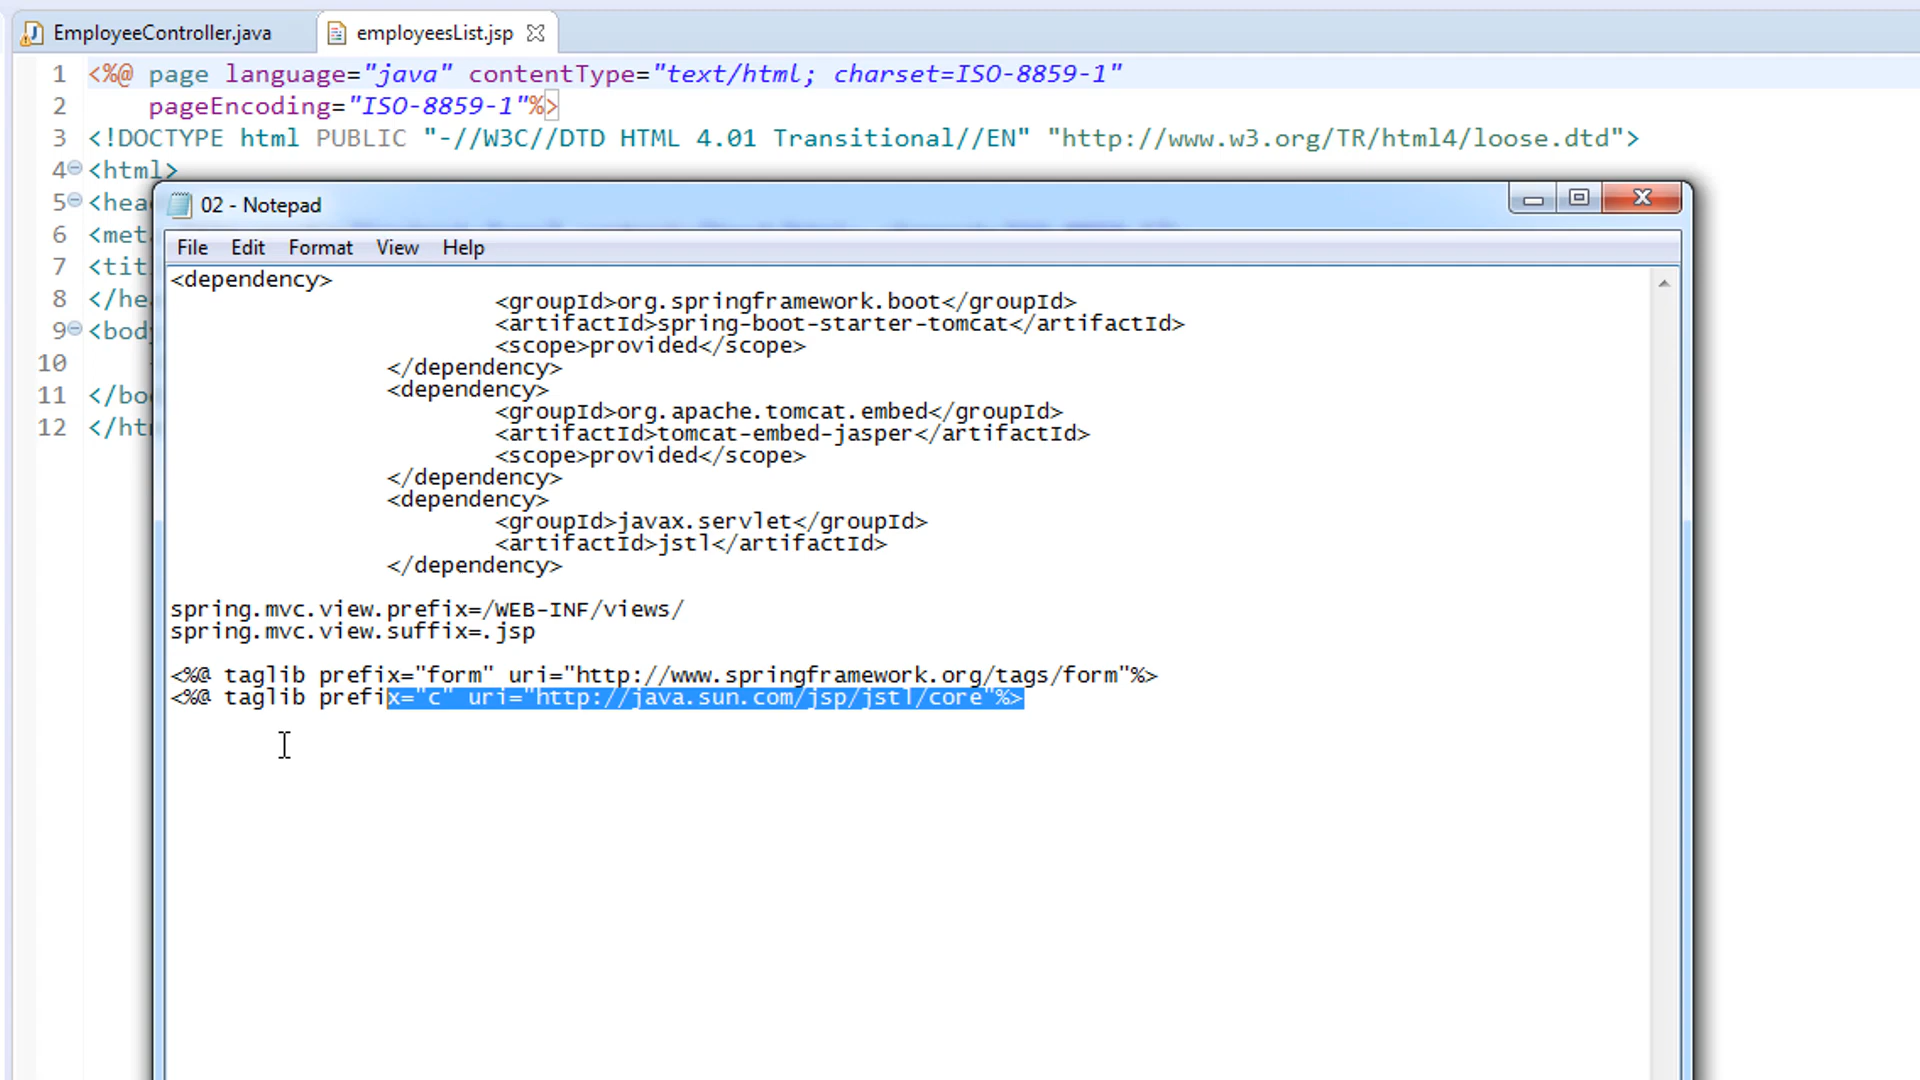 EmployeeController.java employeesList.jsp
1 <%@ page language="java" contentType="text/html; charset=ISO-8859-1"
2 pageEncoding="ISO-8859-1"%>
3 <!DOCTYPE html PUBLIC "-//W3C//DTD HTML 4.01 Transitional//EN" "http://www.w3.org/TR/html4/loose.dtd">
4 <html>
5 <hea
6 <met
7 <tit
8 </hea
9 <body
10
11 </bo
12 </ht
02 - Notepad
File Edit Format View Help
<dependency>
<groupId>org.springframework.boot</groupId>
<artifactId>spring-boot-starter-tomcat</artifactId>
<scope>provided</scope>
</dependency>
<dependency>
<groupId>org.apache.tomcat.embed</groupId>
<artifactId>tomcat-embed-jasper</artifactId>
<scope>provided</scope>
</dependency>
<dependency>
<groupId>javax.servlet</groupId>
<artifactId>jstl</artifactId>
</dependency>
spring.mvc.view.prefix=/WEB-INF/views/
spring.mvc.view.suffix=.jsp
<%@ taglib prefix="form" uri="http://www.springframework.org/tags/form"%>
<%@ taglib prefix="c" uri="http://java.sun.com/jsp/jstl/core"%>